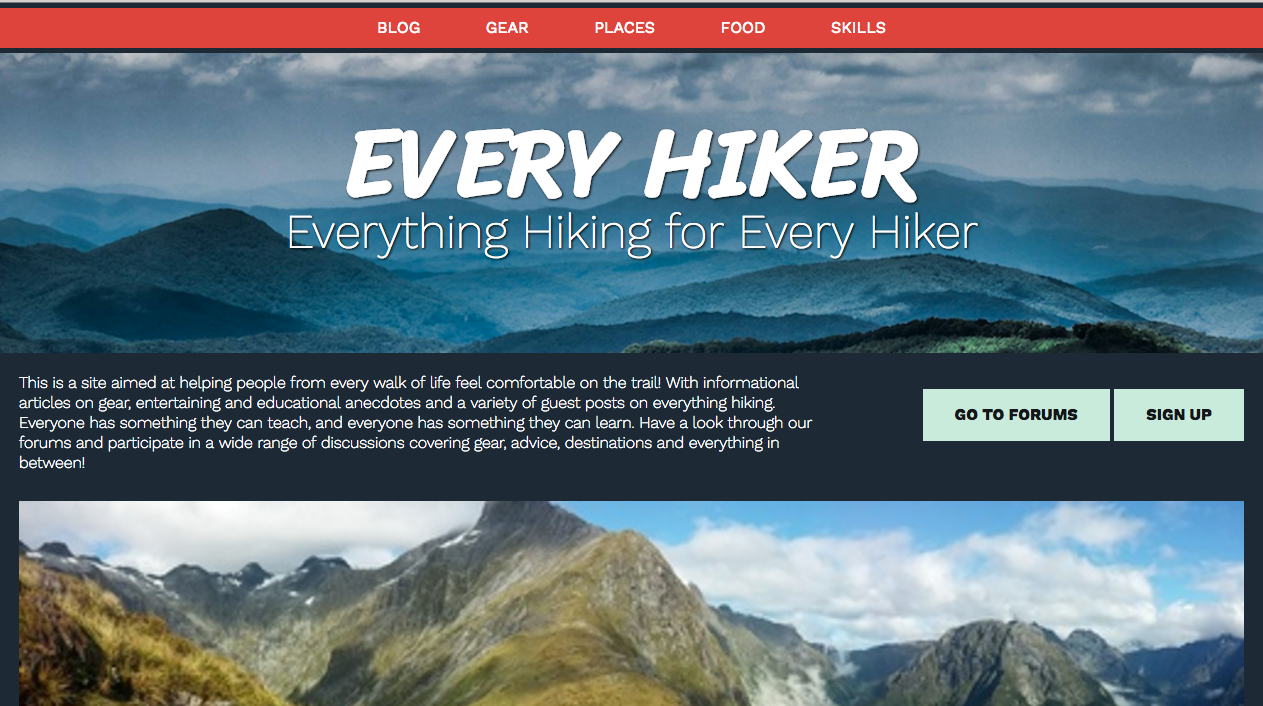 BLOG GEAR PLACES FOOD SKILLS
EVERY HIKER
Everything Hiking for Every Hiker
This is a site aimed at helping people from every walk of life feel comfortable on the trail! With informational
articles on gear, entertaining and educational anecdotes and a variety of guest posts on everything hiking.
Everyone has something they can teach, and everyone has something they can learn. Have a look through our
forums and participate in a wide range of discussions covering gear, advice, destinations and everything in
between!
GO TO FORUMS SIGN UP